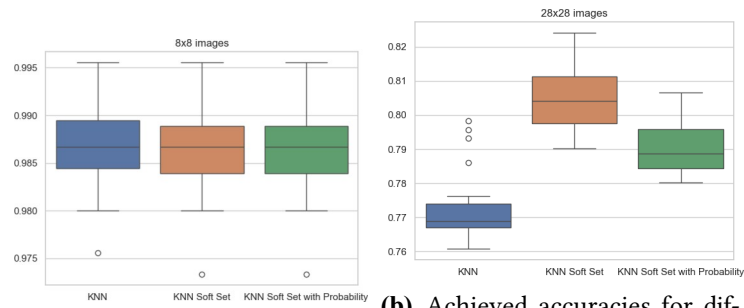 8x8 images
0.995
0.990
0.985
0.980
0.975
KNN KNN Soft Set KNN Soft Set with Probability
28x28 images
0.82
0.81
0.80
0.79
0.78
0.77
0.76
KNN KNN Soft Set KNN Soft Set with Probability
(b) Achieved accuracies for dif-